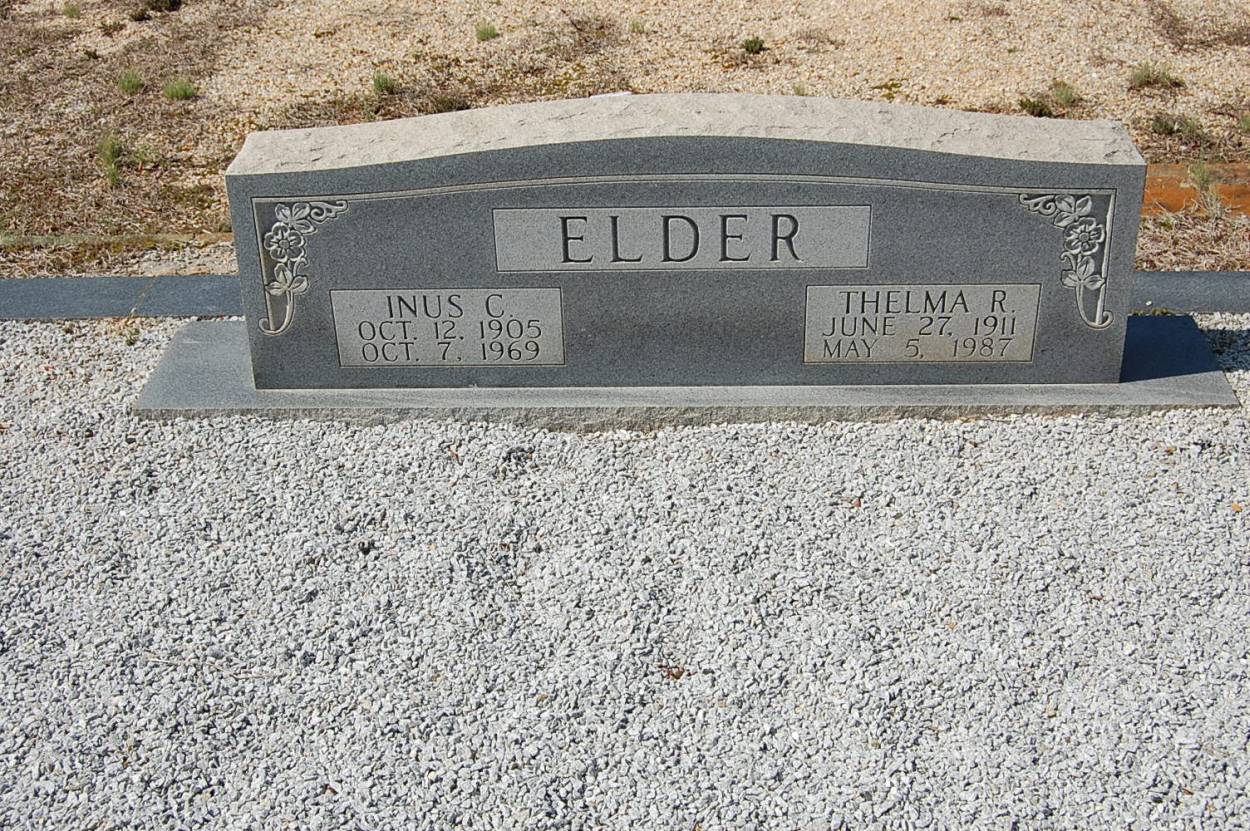 ELDER
INUS C.
OCT. 12, 1905
OCT. 7, 1969
THELMA R.
JUNE 27, 1911
MAY 5, 1987